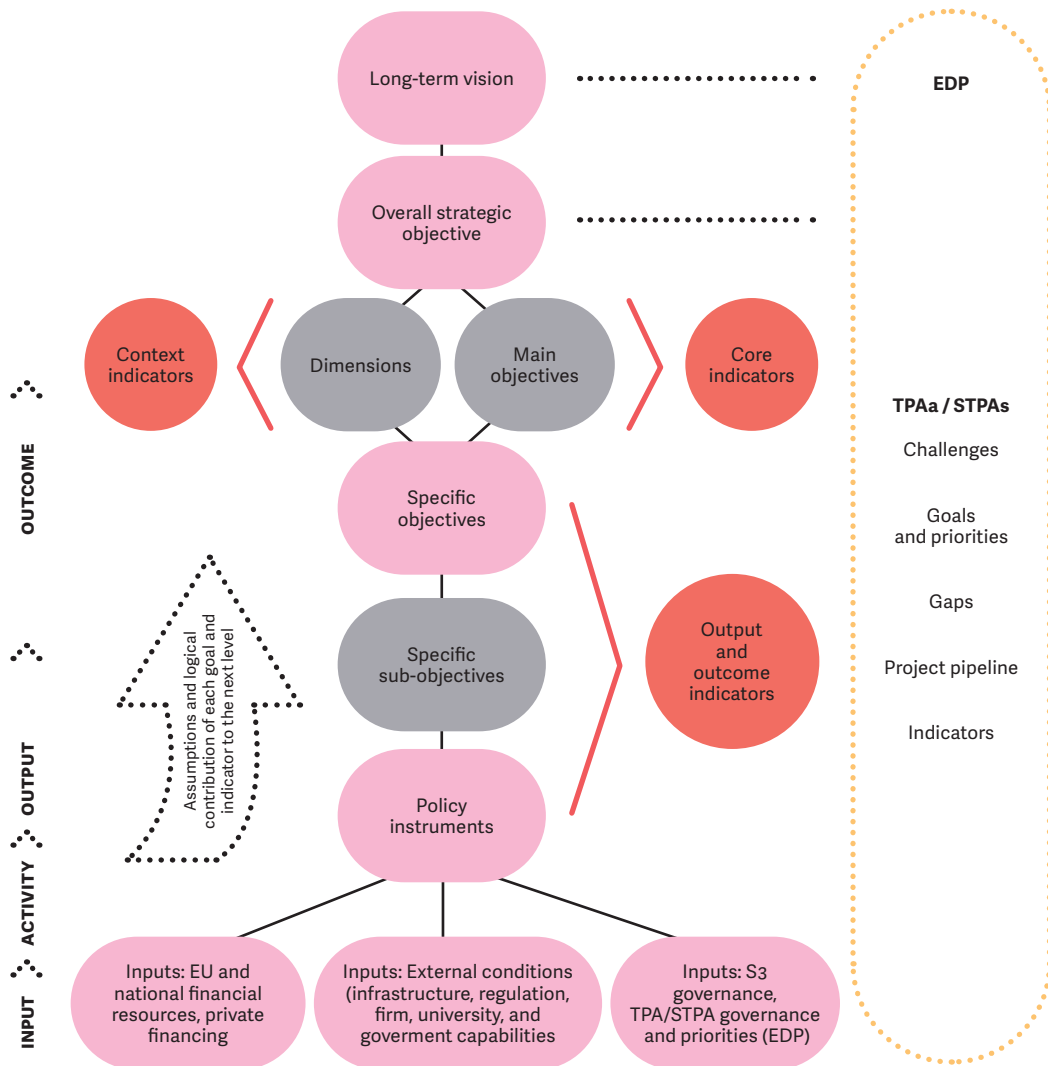 Long-term vision
EDP
Overall strategic
objective
Context
indicators
Dimensions
Main
objectives
Core
indicators
TPAa / STPAs
Challenges
Goals
and priorities
Gaps
Project pipeline
Indicators
Specific
objectives
Specific
sub-objectives
Output
and
outcome
indicators
Assumptions and logical
contribution of each goal and
indicator to the next level
Policy
instruments
OUTCOME
OUTPUT
ACTIVITY
INPUT
Inputs: EU and
national financial
resources, private
financing
Inputs: External conditions
(infrastructure, regulation,
firm, university, and
goverment capabilities
Inputs: S3
governance,
TPA/STPA governance
and priorities (EDP)